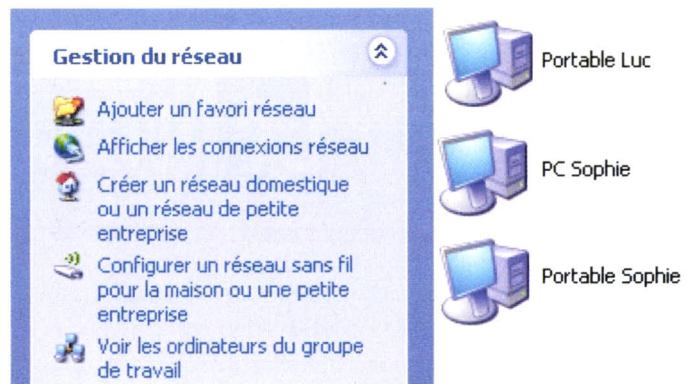 Gestion du réseau
Ajouter un favori réseau
Afficher les connexions réseau
Créer un réseau domestique
ou un réseau de petite
entreprise
Configurer un réseau sans fil
pour la maison ou une petite
entreprise
Voir les ordinateurs du groupe
de travail
Portable Luc
PC Sophie
Portable Sophie